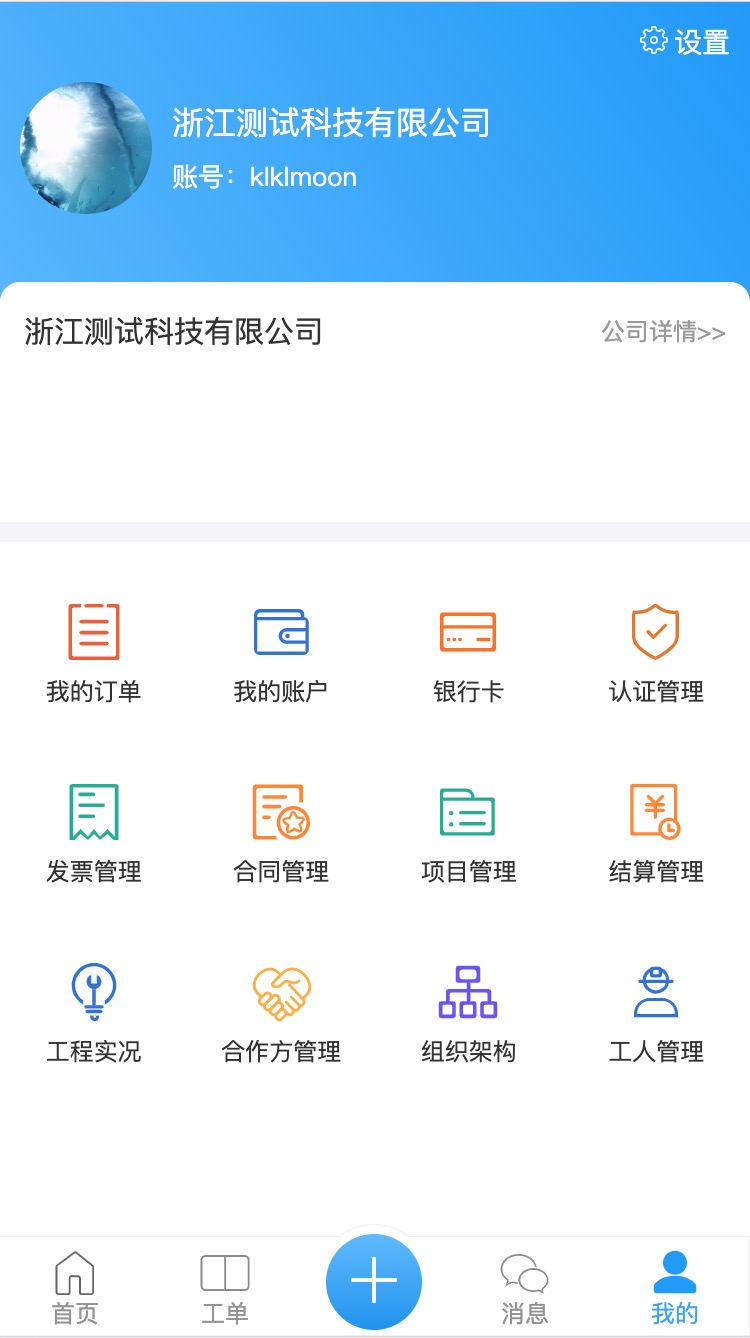 设置
浙江测试科技有限公司
账号：klklmoon
浙江测试科技有限公司 公司详情>>
我的订单 我的账户 银行卡 认证管理
发票管理 合同管理 项目管理 结算管理
工程实况 合作方管理 组织架构 工人管理
首页 工单 消息 我的